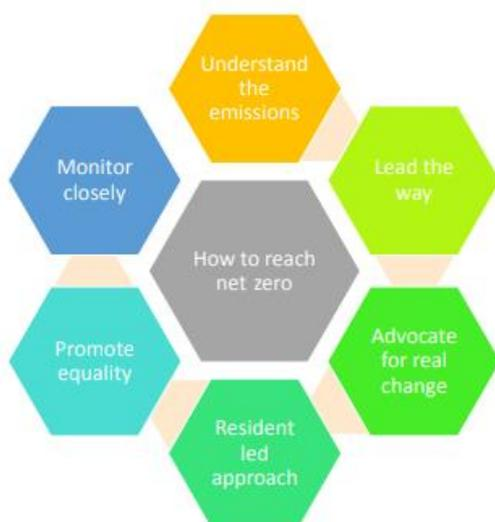 Understand
the
emissions
Lead the
way
Advocate
for real
change
Resident
led
approach
Promote
equality
Monitor
closely
How to reach
net zero